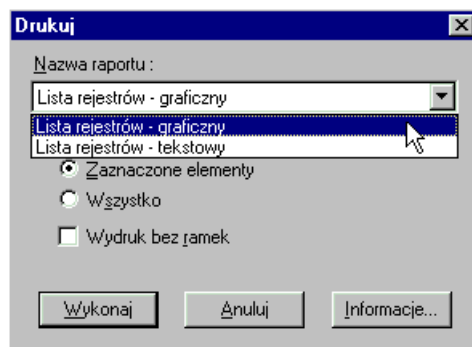 Drukuj
Nazwa raportu :
Lista rejestrów - graficzny
Lista rejestrów - graficzny
Lista rejestrów - tekstowy
Zaznaczone elementy
Wszystko
Wydruk bez ramek
Wykonaj Anuluj Informacje...